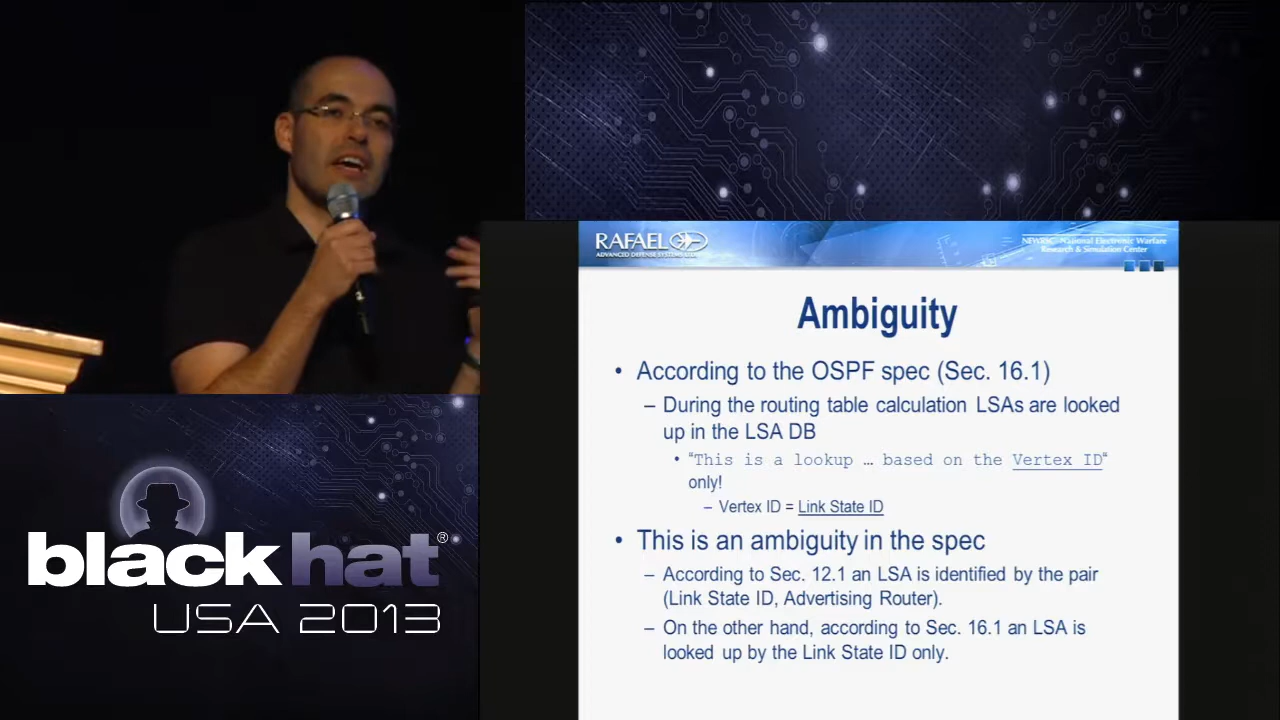 RAFAEL
ADVANCED DEFENSE SYSTEMS LTD.
NEWRSC National Electronic Warfare
Research & Simulation Center
Ambiguity
• According to the OSPF spec (Sec. 16.1)
– During the routing table calculation LSAs are looked
up in the LSA DB
• “This is a lookup … based on the Vertex ID“
only!
– Vertex ID = Link State ID
• This is an ambiguity in the spec
– According to Sec. 12.1 an LSA is identified by the pair
(Link State ID, Advertising Router).
– On the other hand, according to Sec. 16.1 an LSA is
looked up by the Link State ID only.
blackhat®
USA 2013